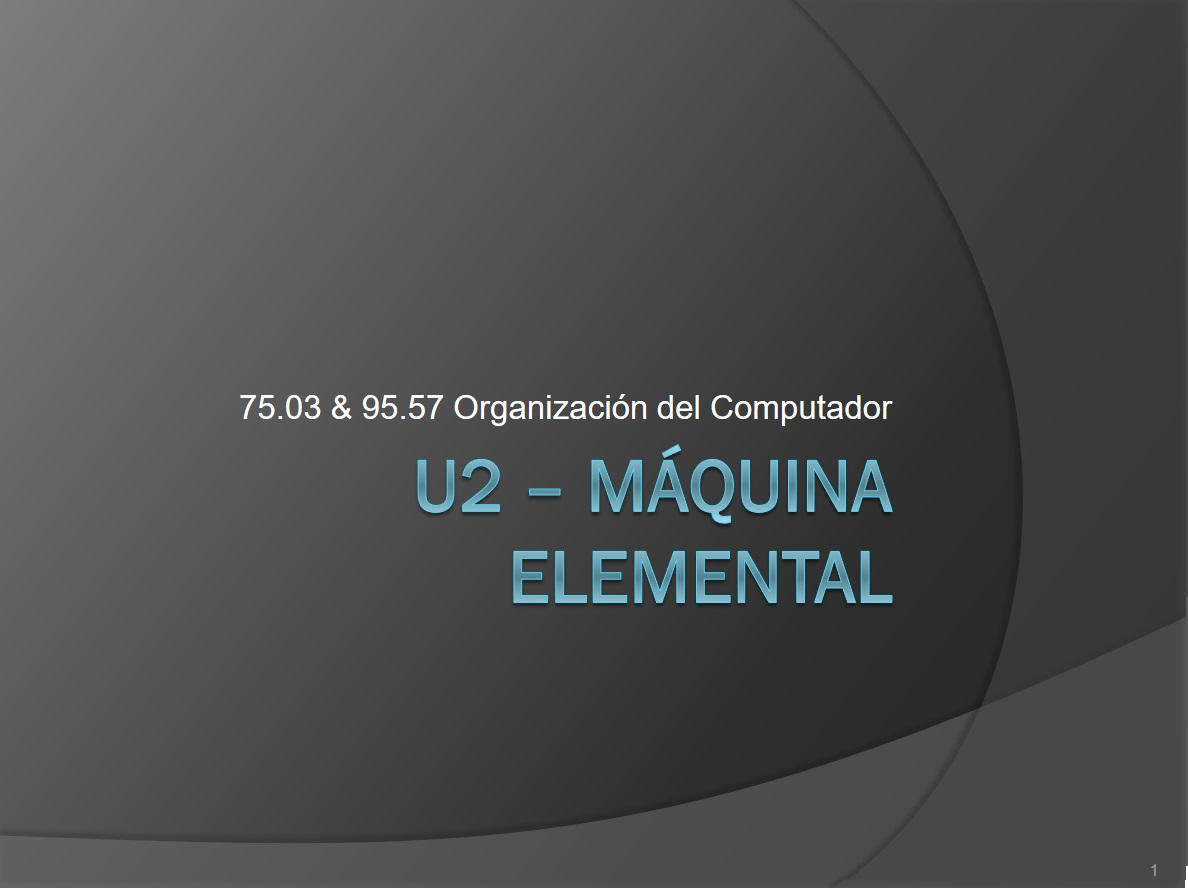 75.03 & 95.57 Organización del Computador
U2 – MÁQUINA
ELEMENTAL
1